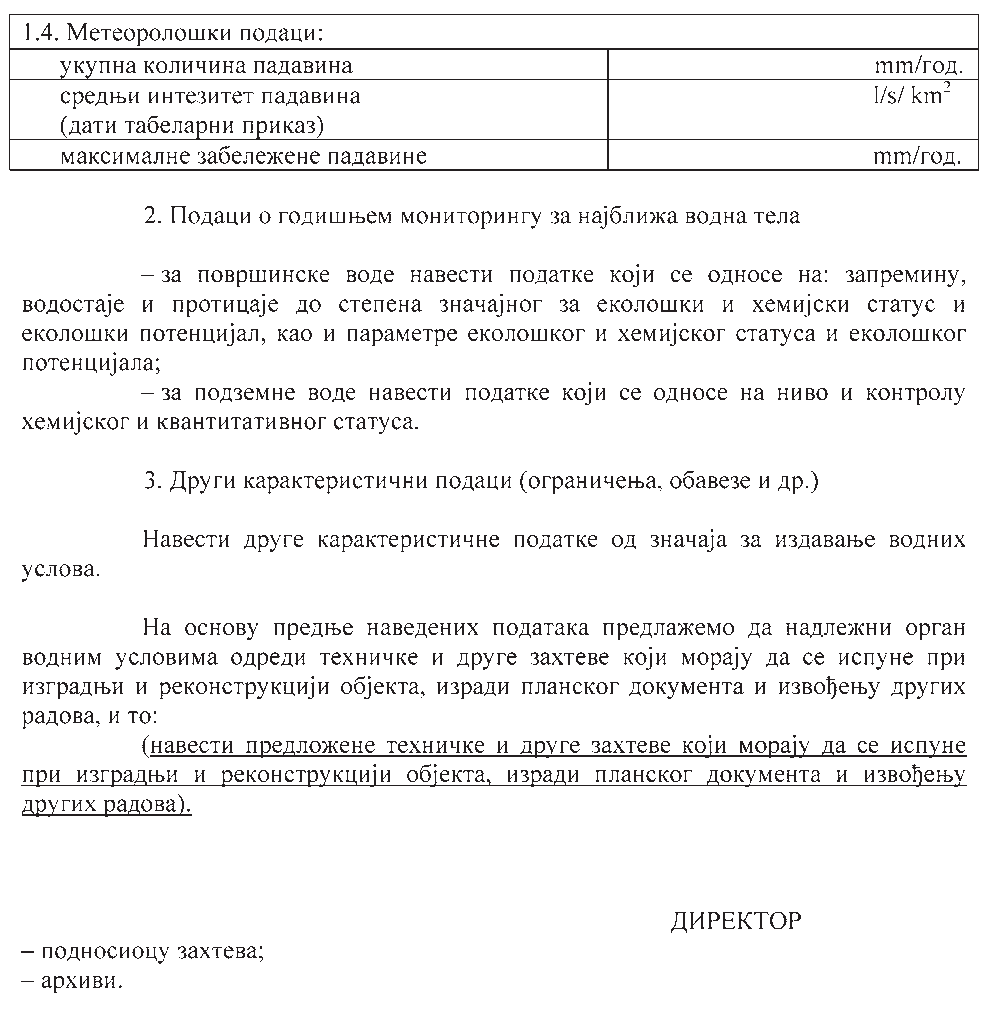 1.4. Метеоролошки подаци:
укупна количина падавина mm/год.
средњи интезитет падавина l/s/ km²
(дати табеларни приказ)
максималне забележене падавине mm/год.
2. Подаци о годишњем мониторингу за најближа водна тела
– за површинске воде навести податке који се односе на: запремину,
водостаје и протицаје до степена значајног за еколошки и хемијски статус и
еколошки потенцијал, као и параметре еколошког и хемијског статуса и еколошког
потенцијала;
– за подземне воде навести податке који се односе на ниво и контролу
хемијског и квантитативног статуса.
3. Други карактеристични подаци (ограничења, обавезе и др.)
Навести друге карактеристичне податке од значаја за издавање водних
услова.
На основу предње наведених података предлажемо да надлежни орган
водним условима одреди техничке и друге захтеве који морају да се испуне при
изградњи и реконструкцији објекта, изради планског документа и извођењу других
радова, и то:
(навести предложене техничке и друге захтеве који морају да се испуне
при изградњи и реконструкцији објекта, изради планског документа и извођењу
других радова).
ДИРЕКТОР
– подносиоцу захтева;
– архиви.